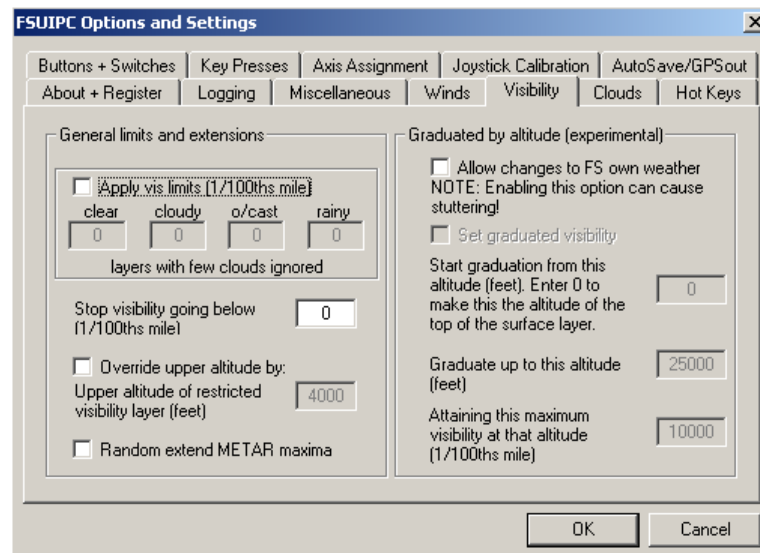 FSUIPC Options and Settings
Buttons + Switches Key Presses Axis Assignment Joystick Calibration AutoSave/GPSout
About + Register Logging Miscellaneous Winds Visibility Clouds Hot Keys
General limits and extensions
Apply vis limits (1/100ths mile)
clear cloudy o/cast rainy
0 0 0 0
layers with few clouds ignored
Stop visibility going below
(1/100ths mile)
0
Override upper altitude by:
Upper altitude of restricted
visibility layer (feet)
4000
Random extend METAR maxima
Graduated by altitude (experimental)
Allow changes to FS own weather
NOTE: Enabling this option can cause
stuttering!
Set graduated visibility
Start graduation from this
altitude (feet). Enter 0 to
make this the altitude of the
top of the surface layer.
0
Graduate up to this altitude
(feet)
25000
Attaining this maximum
visibility at that altitude
(1/100ths mile)
10000
OK Cancel